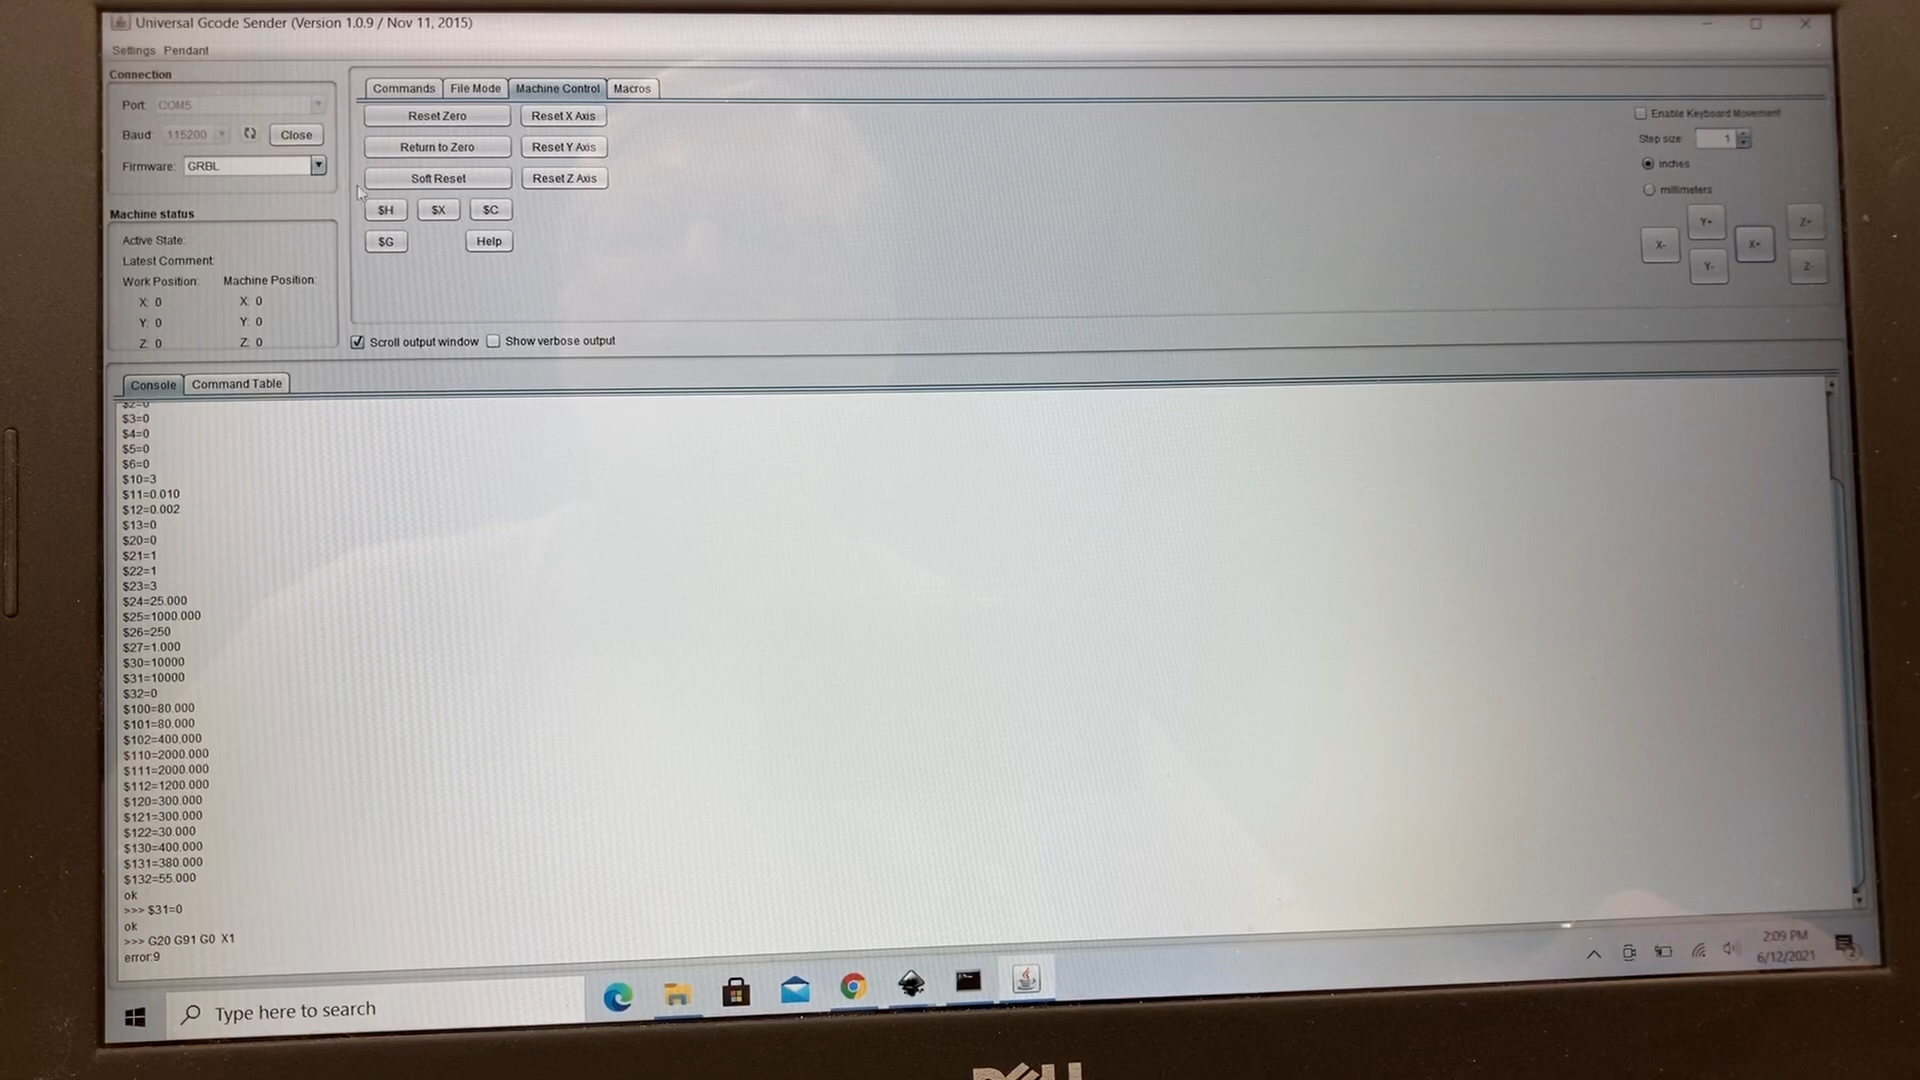 Universal Gcode Sender (Version 1.0.9 / Nov 11, 2015)
Settings Pendant
Connection
Port: COM5
Baud: 115200 Close
Firmware: GRBL
Machine status
Active State:
Latest Comment:
Work Position: Machine Position:
X: 0 X: 0
Y: 0 Y: 0
Z: 0 Z: 0
Commands File Mode Machine Control Macros
Reset Zero Reset X Axis
Return to Zero Reset Y Axis
Soft Reset Reset Z Axis
$H $X $C
$G Help
Enable Keyboard Movement
Step size: 1
inches
millimeters
Y+ Z+
X- X+
Y- Z-
Scroll output window Show verbose output
Console Command Table
$2=0
$3=0
$4=0
$5=0
$6=0
$10=3
$11=0.010
$12=0.002
$13=0
$20=0
$21=1
$22=1
$23=3
$24=25.000
$25=1000.000
$26=250
$27=1.000
$30=10000
$31=10000
$32=0
$100=80.000
$101=80.000
$102=400.000
$110=2000.000
$111=2000.000
$112=1200.000
$120=300.000
$121=300.000
$122=30.000
$130=400.000
$131=380.000
$132=55.000
ok
>>> $31=0
ok
>>> G20 G91 G0 X1
error:9
Type here to search
2:09 PM
6/12/2021
2
DELL